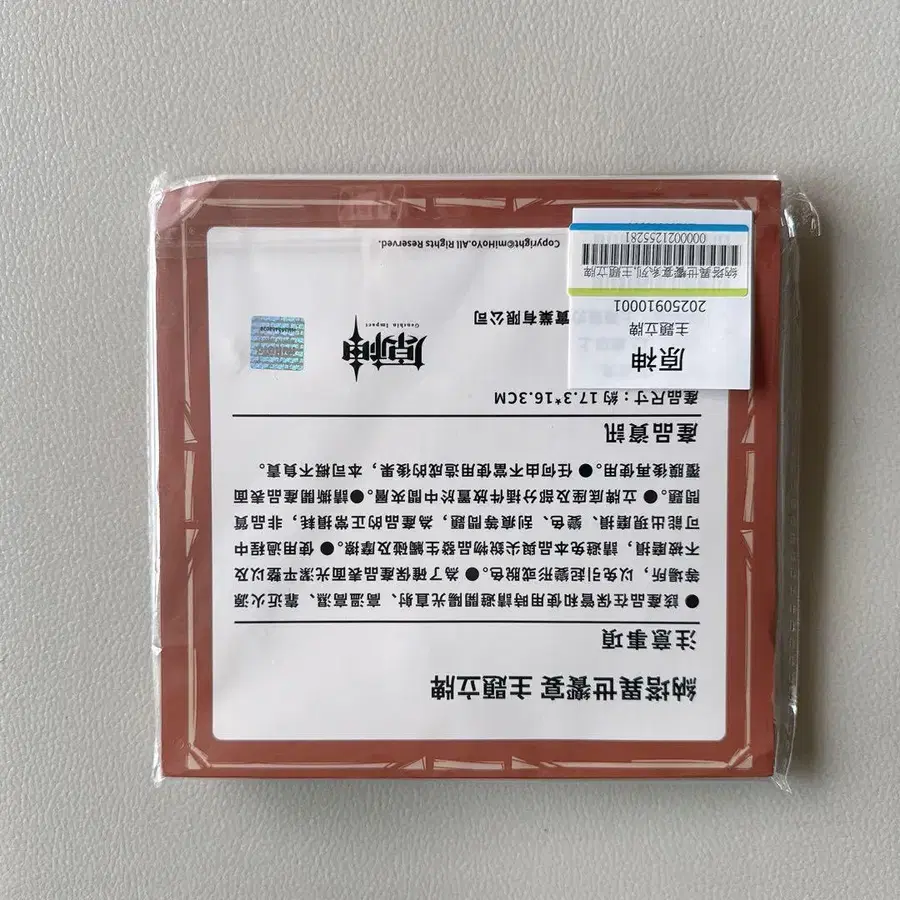 納塔異世饗宴 主題立牌
注意事項
● 該產品在保管和使用時請避開陽光直射、高溫高濕、靠近火源
等場所，以免引起變形或脫色。● 為了確保產品表面光潔平整以及
不被磨損，請避免本品與尖銳物品發生觸碰及摩擦。● 使用過程中
可能出現磨損、變色、刮痕等問題，為產品的正常損耗，非品質
問題。● 立牌底座及部分插件放置於中間夾層。●請撕開產品表面
覆膜後再使用。● 任何由不當使用造成的後果，本司概不負責。
產品資訊
產品尺寸：約 17.3*16.3CM
實業有限公司
原神
Genshin Impact
Copyright©miHoYo.All Rights Reserved.
原神
主題立牌
20250910001
納塔異世饗宴系列.主題立牌
0000021255281